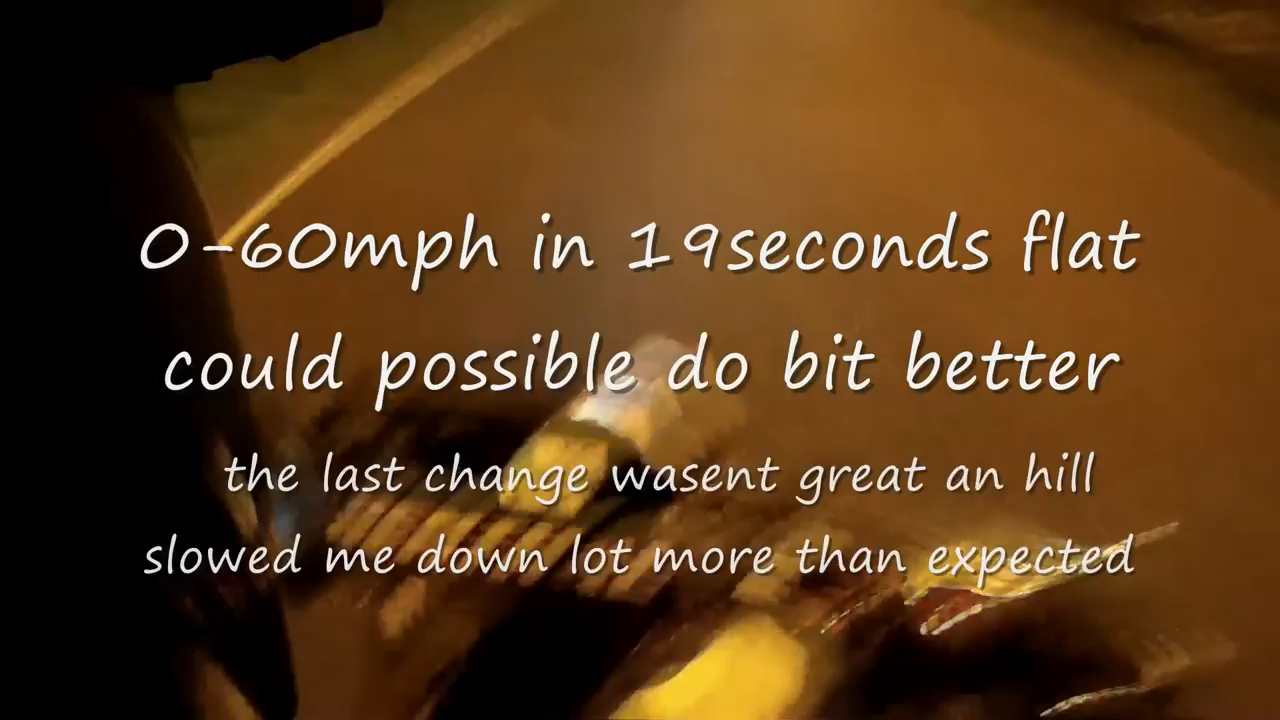 0-60mph in 19seconds flat
could possible do bit better
the last change wasent great an hill
slowed me down lot more than expected